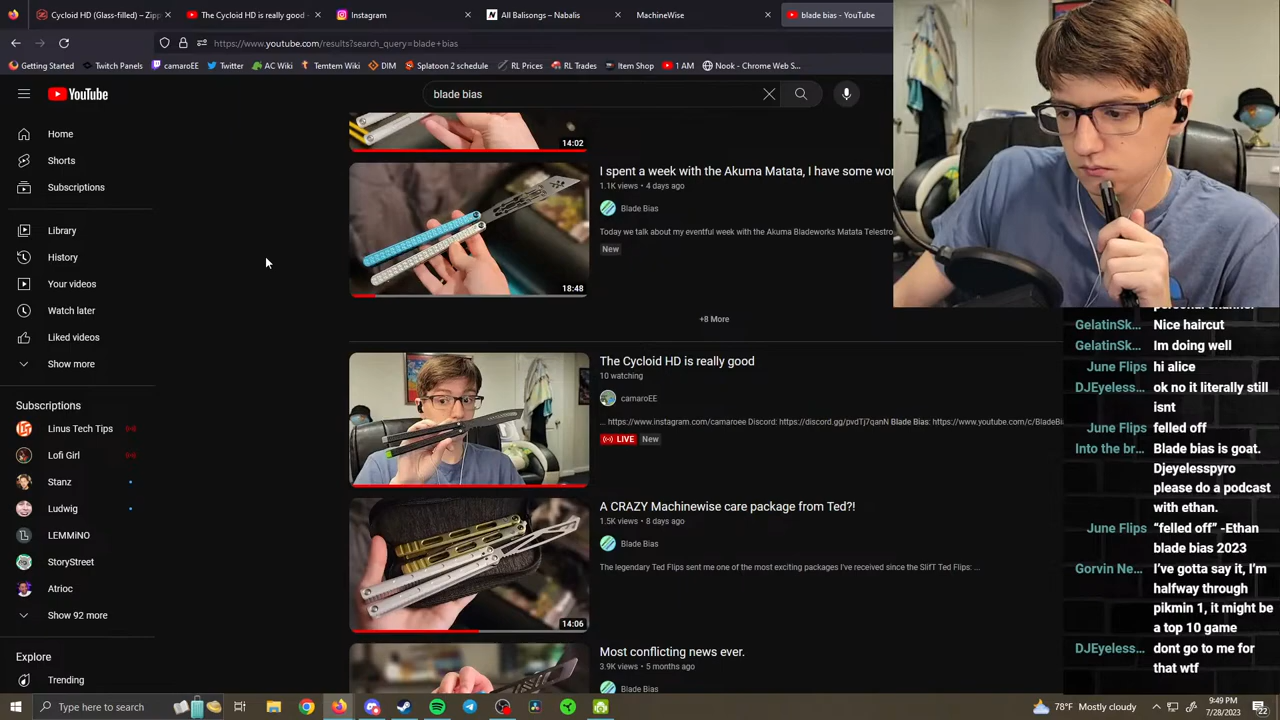 Cycloid HD (Glass-filled) – Zipp
The Cycloid HD is really good
Instagram
All Balisongs – Nabalis
MachineWise
blade bias - YouTube
https://www.youtube.com/results?search_query=blade+bias
Getting Started
Twitch Panels
camaroEE
Twitter
AC Wiki
Temtem Wiki
DIM
Splatoon 2 schedule
RL Prices
RL Trades
Item Shop
1 AM
Nook - Chrome Web S...
YouTube
blade bias
Home
Shorts
Subscriptions
Library
History
Your videos
Watch later
Liked videos
Show more
Subscriptions
Linus Tech Tips
Lofi Girl
Stanz
Ludwig
LEMMiNO
StoryStreet
Atrioc
Show 92 more
Explore
Trending
14:02
I spent a week with the Akuma Matata, I have some wor
1.1K views • 4 days ago
Blade Bias
Today we talk about my eventful week with the Akuma Bladeworks Matata Telestro
New
18:48
+8 More
The Cycloid HD is really good
10 watching
camaroEE
... https://www.instagram.com/camaroee Discord: https://discord.gg/pvdTj7qanN Blade Bias: https://www.youtube.com/c/BladeBi
LIVE New
A CRAZY Machinewise care package from Ted?!
1.5K views • 8 days ago
Blade Bias
The legendary Ted Flips sent me one of the most exciting packages I've received since the SlifT Ted Flips: ...
14:06
Most conflicting news ever.
3.9K views • 5 months ago
Blade Bias
GelatinSk... Nice haircut
GelatinSk... Im doing well
June Flips hi alice
DJEyeless... ok no it literally still
isnt
June Flips felled off
Into the br... Blade bias is goat.
Djeyelesspyro
please do a podcast
with ethan.
June Flips “felled off” -Ethan
blade bias 2023
Gorvin Ne... I’ve gotta say it, I’m
halfway through
pikmin 1, it might be
a top 10 game
DJEyeless... dont go to me for
that wtf
Type here to search
78°F Mostly cloudy
9:49 PM
7/28/2023
22